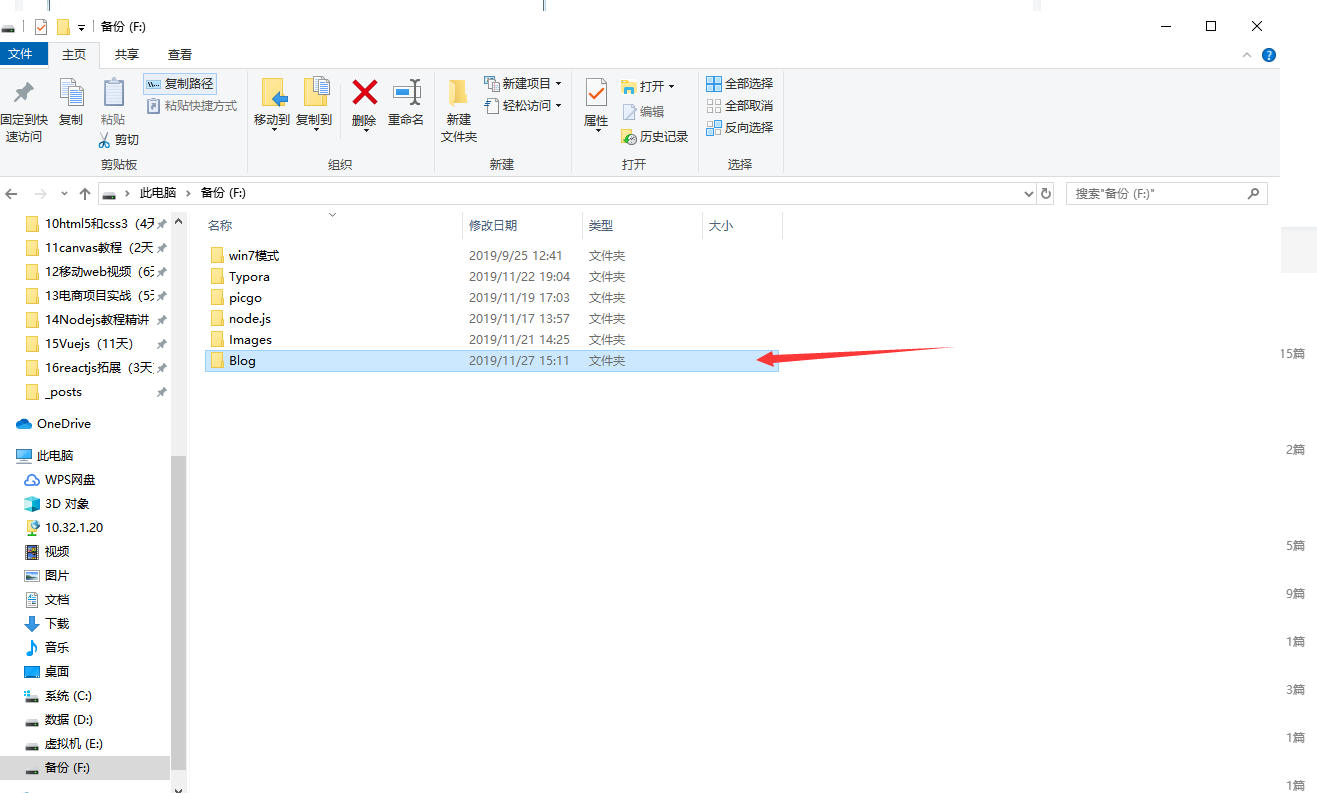 备份 (F:)
文件 主页 共享 查看
固定到快速访问
复制
粘贴
复制路径
粘贴快捷方式
剪切
剪贴板
移动到 复制到 删除 重命名
组织
新建文件夹
新建项目
轻松访问
新建
属性
打开
编辑
历史记录
打开
全部选择
全部取消
反向选择
选择
此电脑 备份 (F:)
搜索"备份 (F:)"
10html5和css3（4天
11canvas教程（2天
12移动web视频（6天
13电商项目实战（5天
14Nodejs教程精讲
15Vuejs（11天）
16reactjs拓展（3天
_posts
OneDrive
此电脑
WPS网盘
3D 对象
10.32.1.20
视频
图片
文档
下载
音乐
桌面
系统 (C:)
数据 (D:)
虚拟机 (E:)
备份 (F:)
名称 修改日期 类型 大小
win7模式 2019/9/25 12:41 文件夹
Typora 2019/11/22 19:04 文件夹
picgo 2019/11/19 17:03 文件夹
node.js 2019/11/17 13:57 文件夹
Images 2019/11/21 14:25 文件夹
Blog 2019/11/27 15:11 文件夹
15篇
2篇
5篇
9篇
1篇
3篇
1篇
1篇